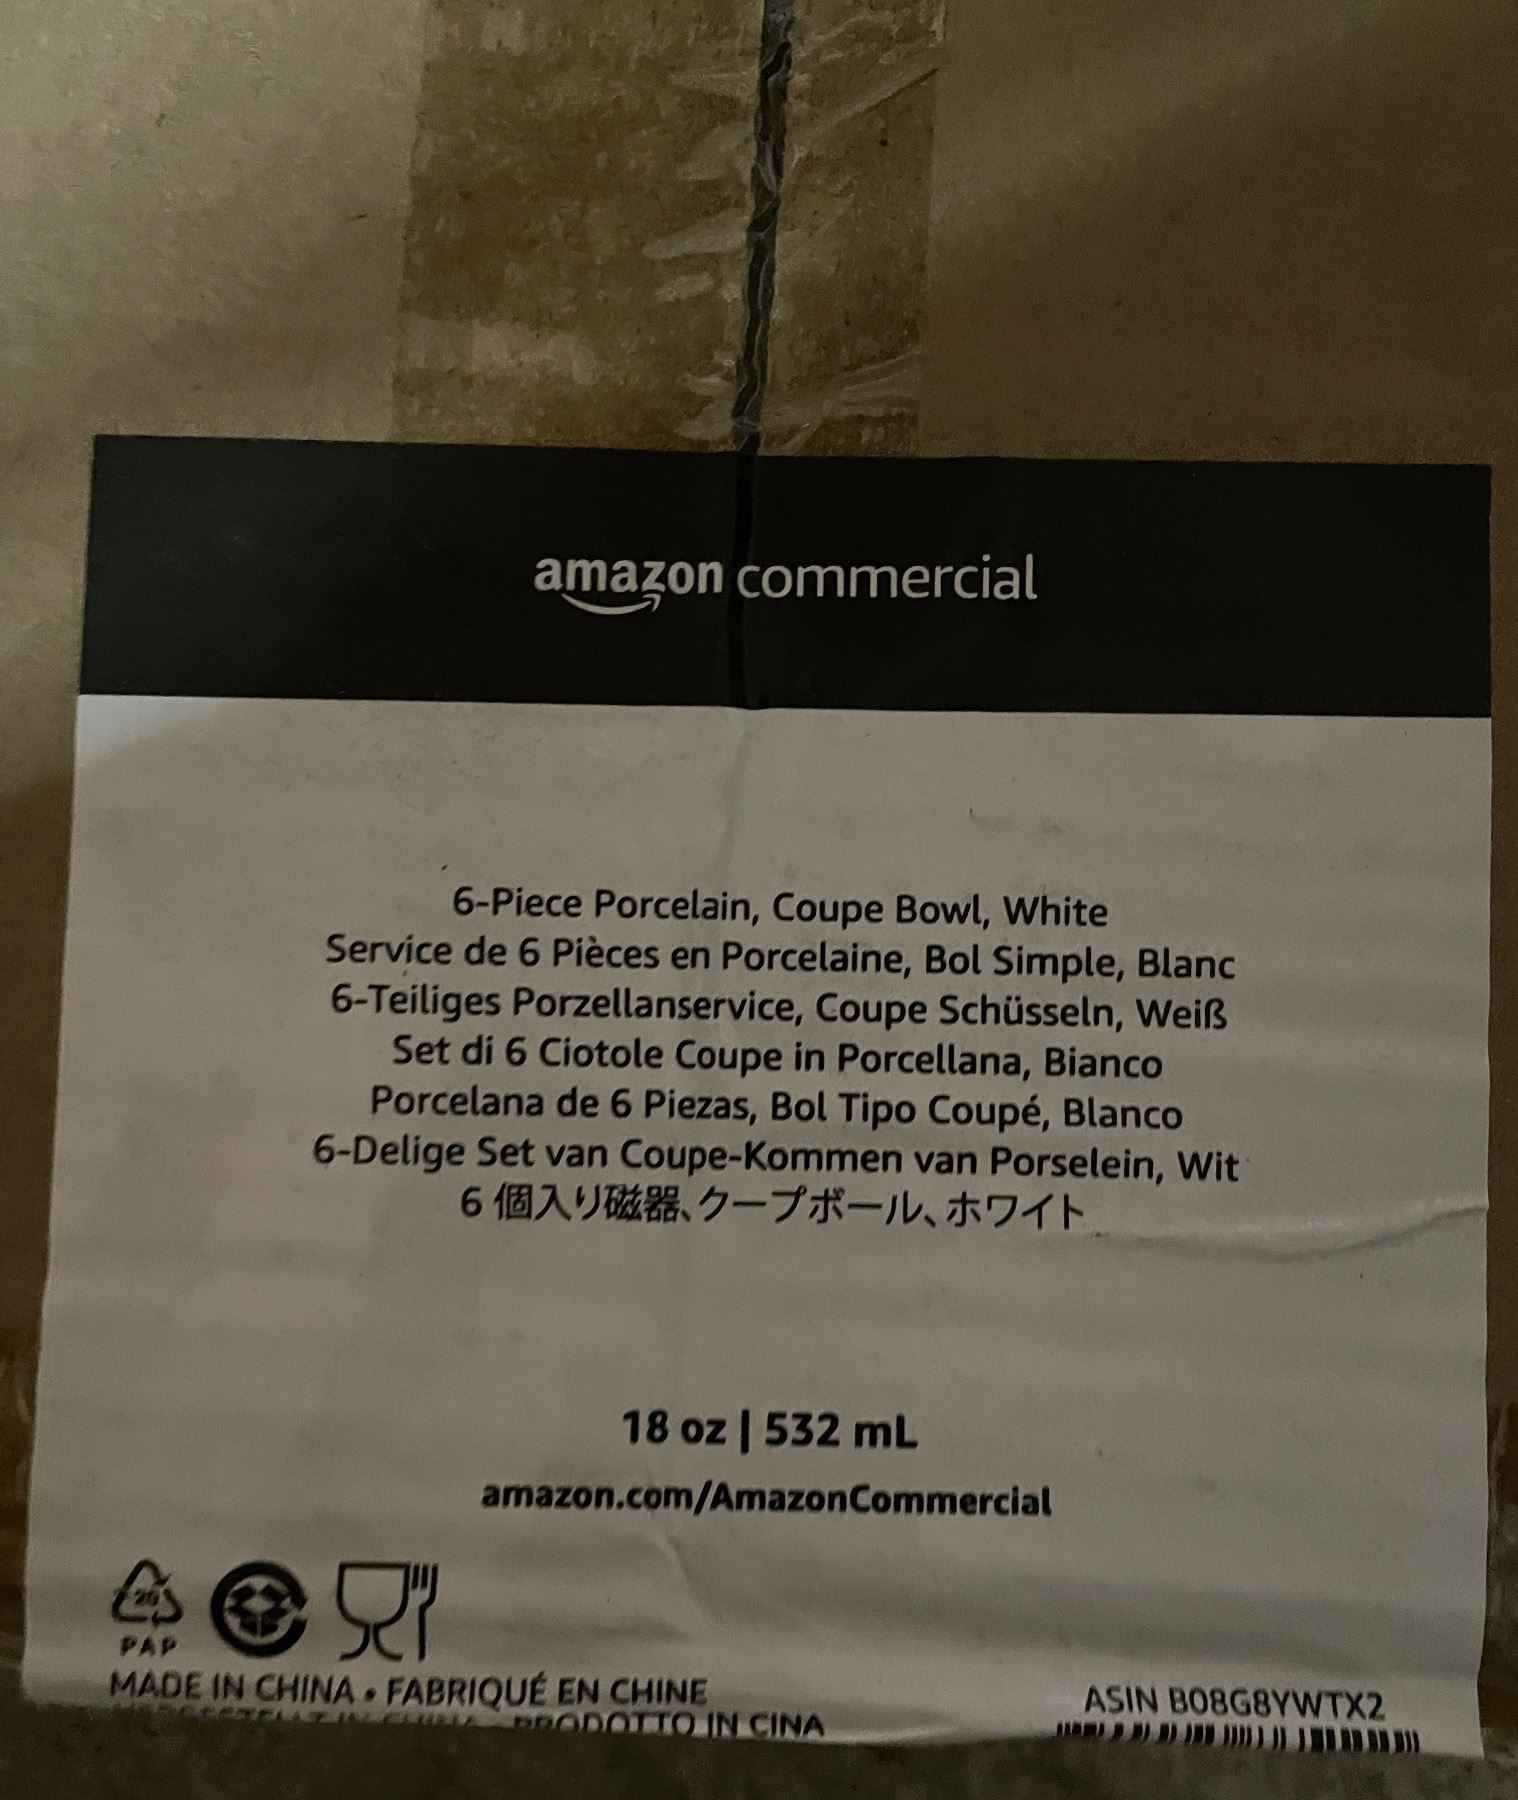 amazon commercial
6-Piece Porcelain, Coupe Bowl, White
Service de 6 Pièces en Porcelaine, Bol Simple, Blanc
6-Teiliges Porzellanservice, Coupe Schüsseln, Weiß
Set di 6 Ciotole Coupe in Porcellana, Bianco
Porcelana de 6 Piezas, Bol Tipo Coupé, Blanco
6-Delige Set van Coupe-Kommen van Porselein, Wit
6 個入り磁器、クープボール、ホワイト
18 oz | 532 mL
amazon.com/AmazonCommercial
20
PAP
MADE IN CHINA • FABRIQUÉ EN CHINE
PRODOTTO IN CINA
ASIN B08G8YWTX2